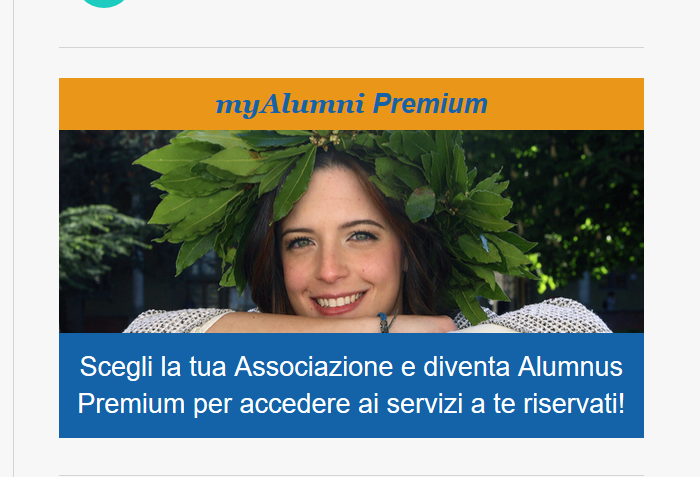 myAlumni Premium
Scegli la tua Associazione e diventa Alumnus
Premium per accedere ai servizi a te riservati!